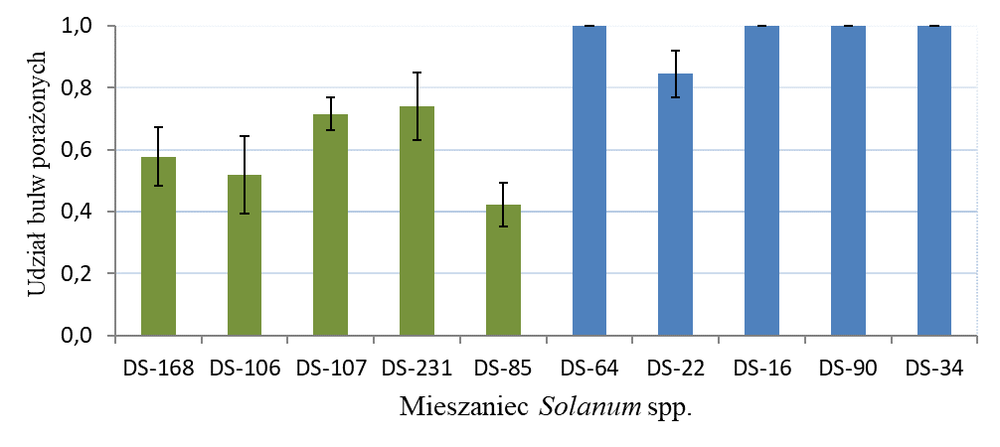 Udział bulw porażonych
1,0
0,8
0,6
0,4
0,2
0,0
DS-168 DS-106 DS-107 DS-231 DS-85 DS-64 DS-22 DS-16 DS-90 DS-34
Mieszaniec Solanum spp.